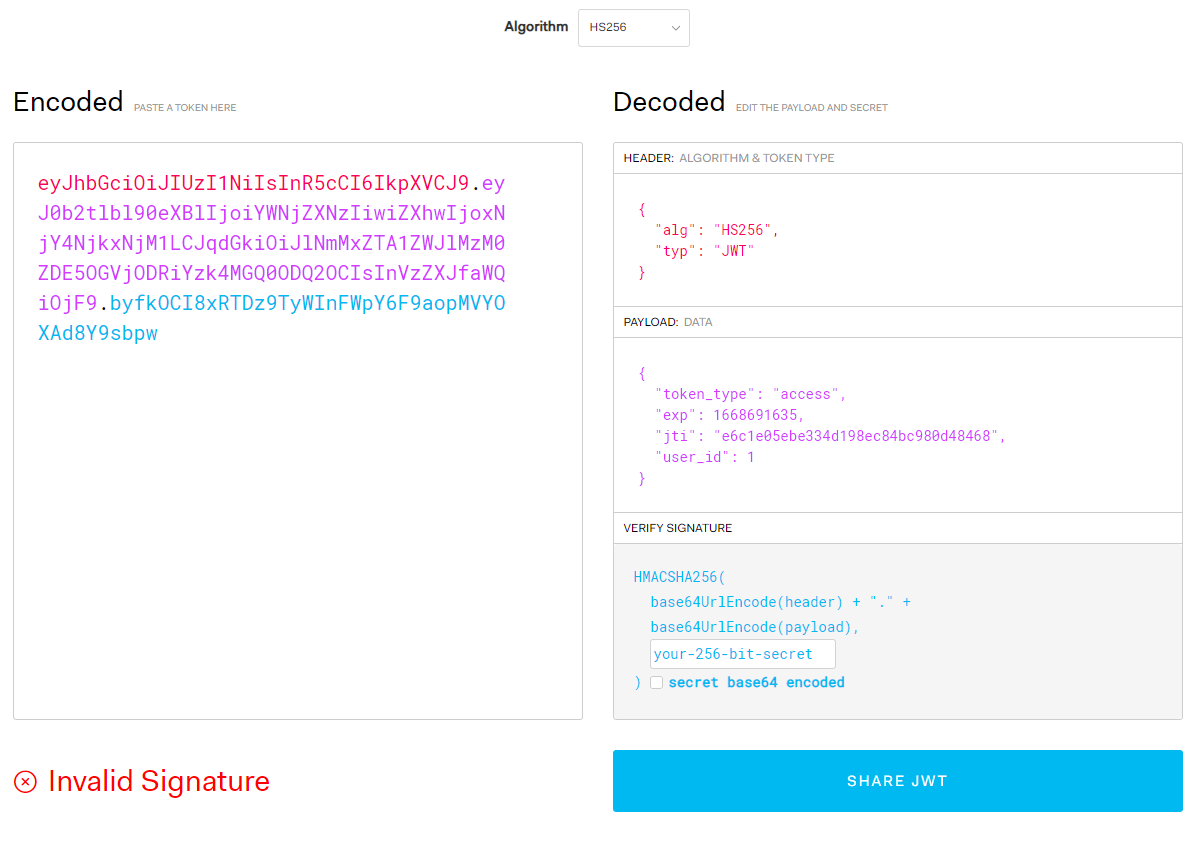 Algorithm HS256
Encoded PASTE A TOKEN HERE
eyJhbGciOiJIUzI1NiIsInR5cCI6IkpXVCJ9.ey
J0b2tlbl90eXBlIjoiYWNjZXNzIiwiZXhwIjoxN
jY4NjkxNjM1LCJqdGkiOiJlNmMxZTA1ZWJlMzM0
ZDE5OGVjODRiYzk4MGQ0ODQ2OCIsInVzZXJfaWQ
iOjF9.byfkOCI8xRTDz9TyWInFWpY6F9aopMVYO
XAd8Y9sbpw
Invalid Signature
Decoded EDIT THE PAYLOAD AND SECRET
HEADER: ALGORITHM & TOKEN TYPE
{
"alg": "HS256",
"typ": "JWT"
}
PAYLOAD: DATA
{
"token_type": "access",
"exp": 1668691635,
"jti": "e6c1e05ebe334d198ec84bc980d48468",
"user_id": 1
}
VERIFY SIGNATURE
HMACSHA256(
base64UrlEncode(header) + "." +
base64UrlEncode(payload),
your-256-bit-secret
) secret base64 encoded
SHARE JWT